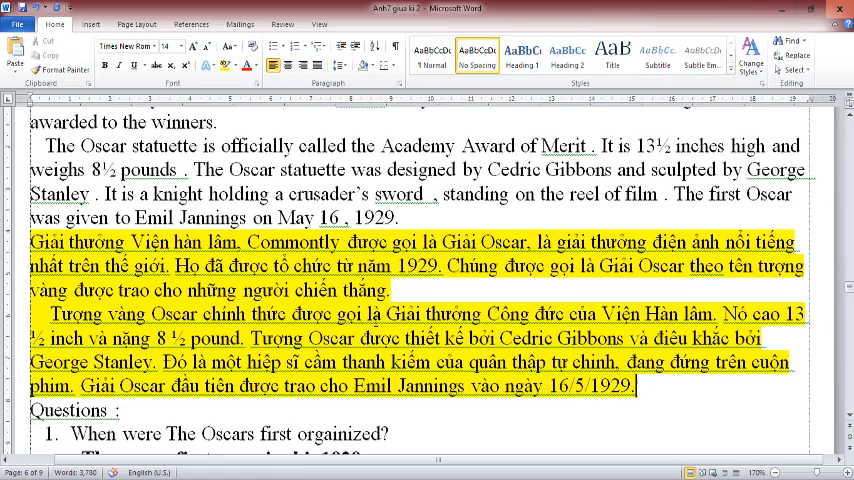 Anh7 giua ki 2 - Microsoft Word
File Home Insert Page Layout References Mailings Review View
Paste Cut Copy Format Painter Clipboard
Times New Rom 14 Font
Paragraph
AaBbCcDc ¶ Normal AaBbCcDc No Spacing AaBbCc Heading 1 AaBbCc Heading 2 AaB Title AaBbCc. Subtitle AaBbCcDc Subtle Em... Styles
Change Styles
Find Replace Select Editing
awarded to the winners.
The Oscar statuette is officially called the Academy Award of Merit . It is 13½ inches high and
weighs 8½ pounds . The Oscar statuette was designed by Cedric Gibbons and sculpted by George
Stanley . It is a knight holding a crusader's sword , standing on the reel of film . The first Oscar
was given to Emil Jannings on May 16 , 1929.
Giải thưởng Viện hàn lâm, Commontly được gọi là Giải Oscar, là giải thưởng điện ảnh nổi tiếng
nhất trên thế giới. Họ đã được tổ chức từ năm 1929. Chúng được gọi là Giải Oscar theo tên tượng
vàng được trao cho những người chiến thắng.
Tượng vàng Oscar chính thức được gọi là Giải thưởng Công đức của Viện Hàn lâm. Nó cao 13
½ inch và nặng 8 ½ pound. Tượng Oscar được thiết kế bởi Cedric Gibbons và điêu khắc bởi
George Stanley. Đó là một hiệp sĩ cầm thanh kiếm của quân thập tự chinh, đang đứng trên cuộn
phim. Giải Oscar đầu tiên được trao cho Emil Jannings vào ngày 16/5/1929.
Questions :
1. When were The Oscars first orgainized?
Page: 6 of 9 Words: 3,780 English (U.S.) 170%